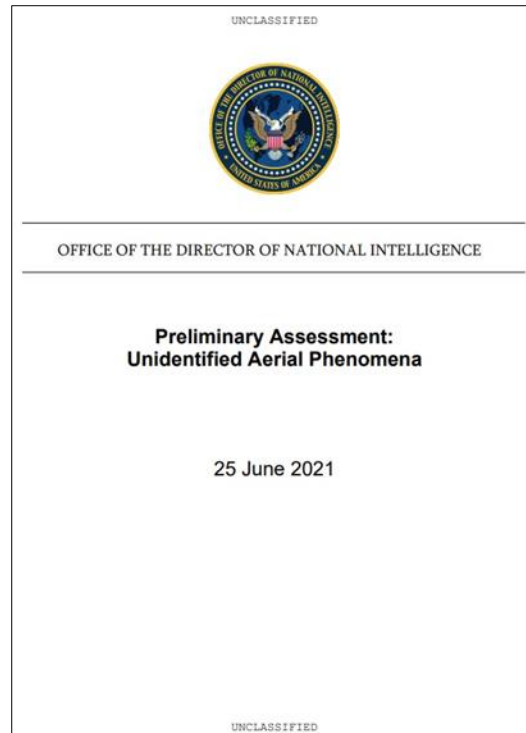 UNCLASSIFIED
OFFICE OF THE DIRECTOR OF NATIONAL INTELLIGENCE
UNITED STATES OF AMERICA
OFFICE OF THE DIRECTOR OF NATIONAL INTELLIGENCE
Preliminary Assessment:
Unidentified Aerial Phenomena
25 June 2021
UNCLASSIFIED